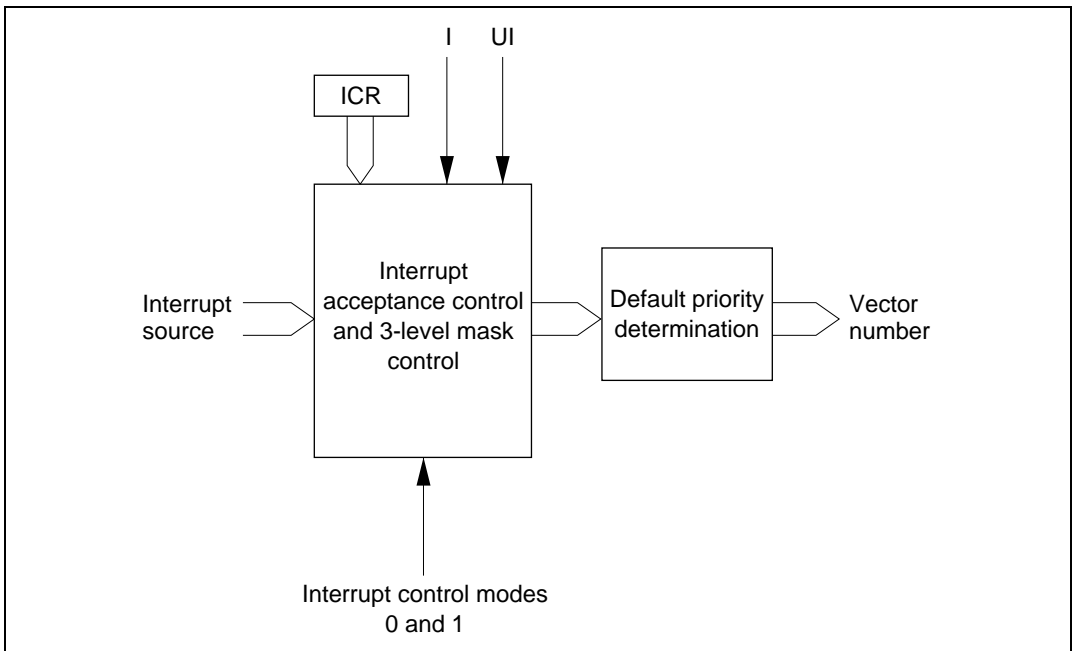 I UI
ICR
Interrupt
acceptance control
and 3-level mask
control
Interrupt
source
Default priority
determination
Vector
number
Interrupt control modes
0 and 1